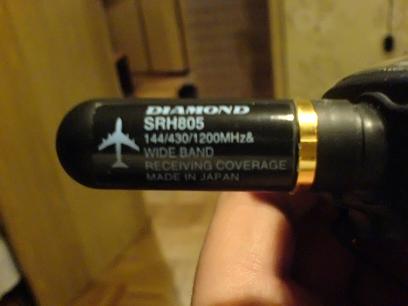 DIAMOND
SRH805
144/430/1200MHz&
WIDE BAND
RECEIVING COVERAGE
MADE IN JAPAN